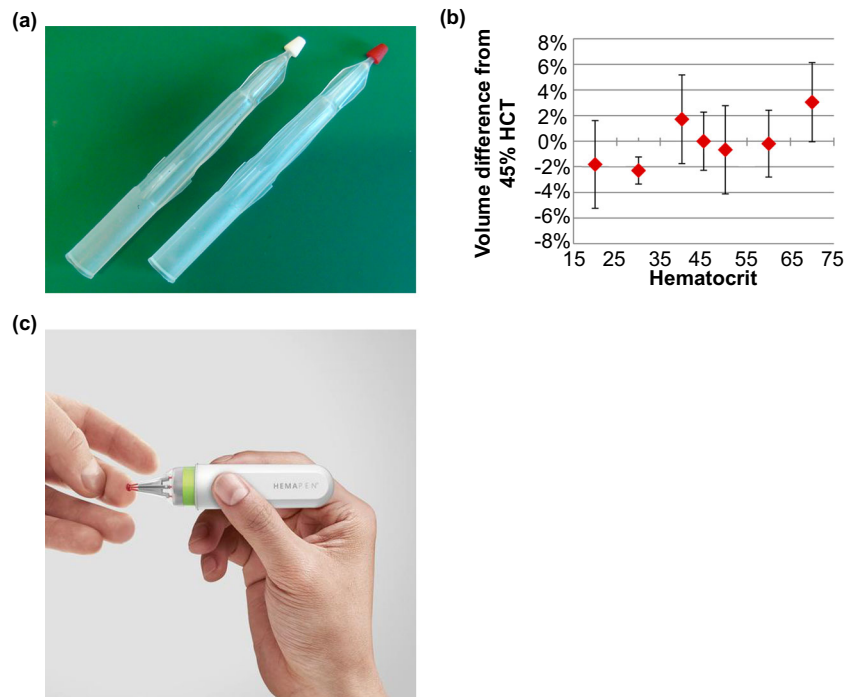 (a)
(b)
8%
6%
4%
2%
0%
-2%
-4%
-6%
-8%
Volume difference from
45% HCT
15 25 35 45 55 65 75
Hematocrit
(c)
HEMAPEN